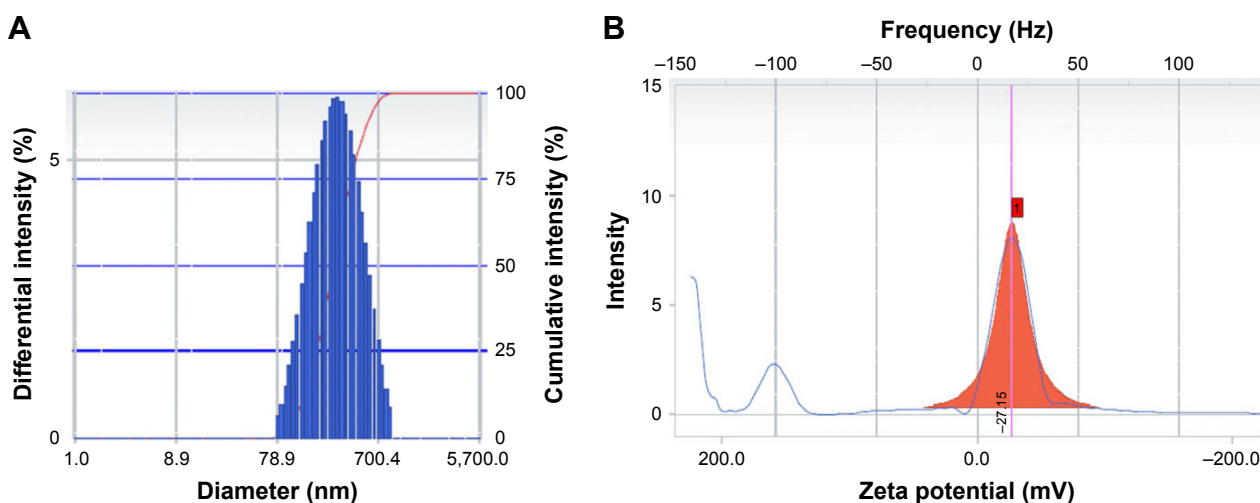 A
Differential intensity (%)
5
0
100
75
50
25
0
Cumulative intensity (%)
1.0 8.9 78.9 700.4 5,700.0
Diameter (nm)
B
Frequency (Hz)
–150 –100 –50 0 50 100
Intensity
15
10
5
0
1
–27.15
200.0 0.0 –200.0
Zeta potential (mV)